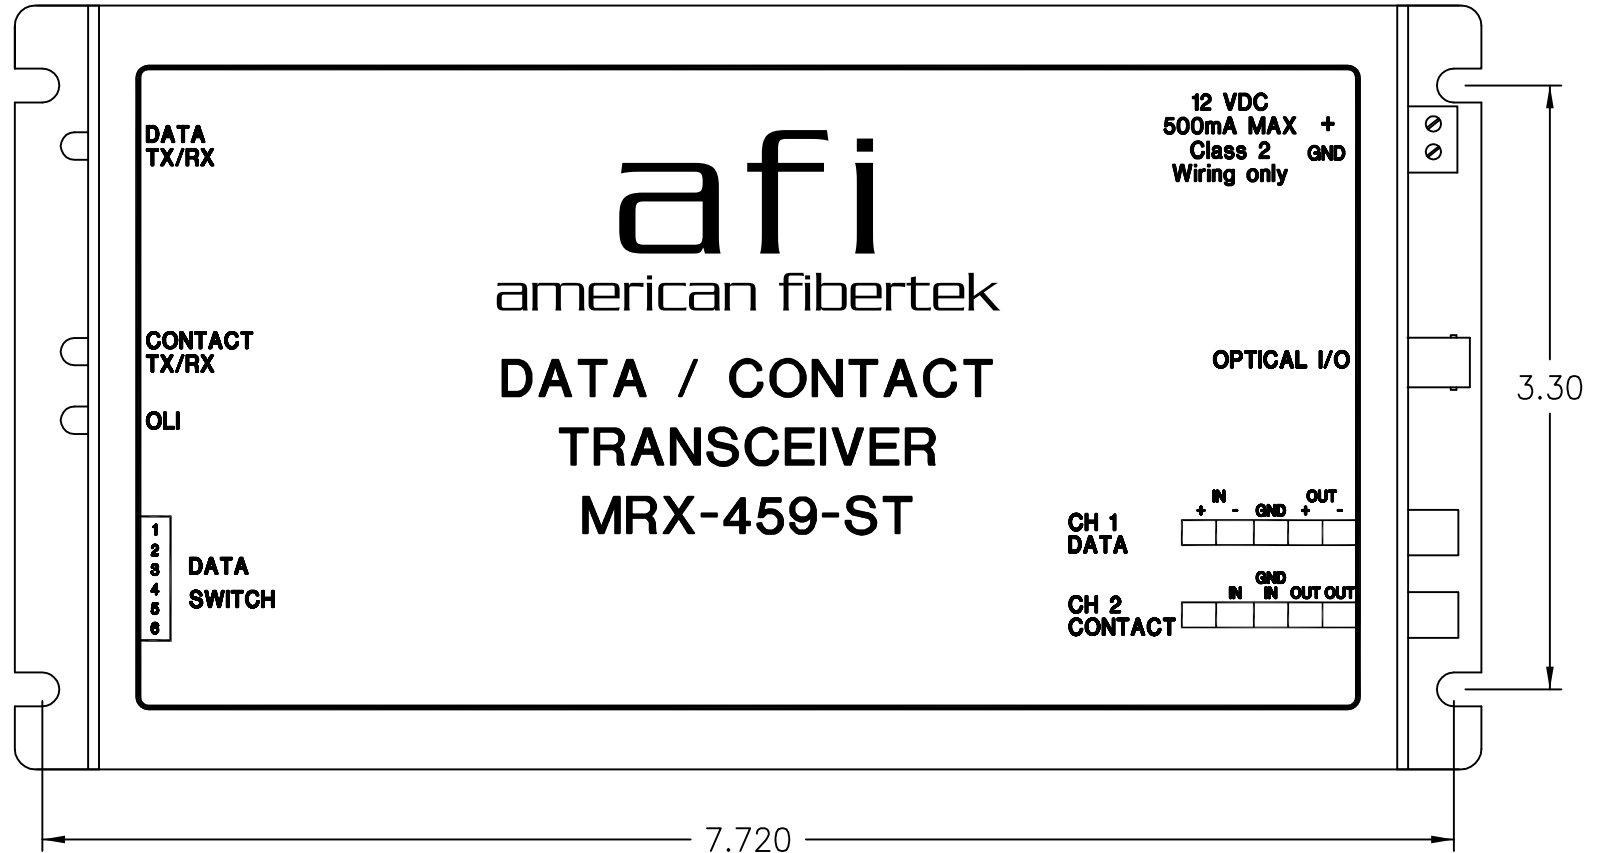 DATA
TX/RX
12 VDC
500mA MAX +
Class 2 GND
Wiring only
afi
american fibertek
CONTACT
TX/RX
DATA / CONTACT
OPTICAL I/O
3.30
OLI
TRANSCEIVER
MRX-459-ST
IN OUT
+ - GND + -
CH 1
DATA
1
2
3
4
5
6
DATA
SWITCH
GND
IN IN OUT OUT
CH 2
CONTACT
7.720